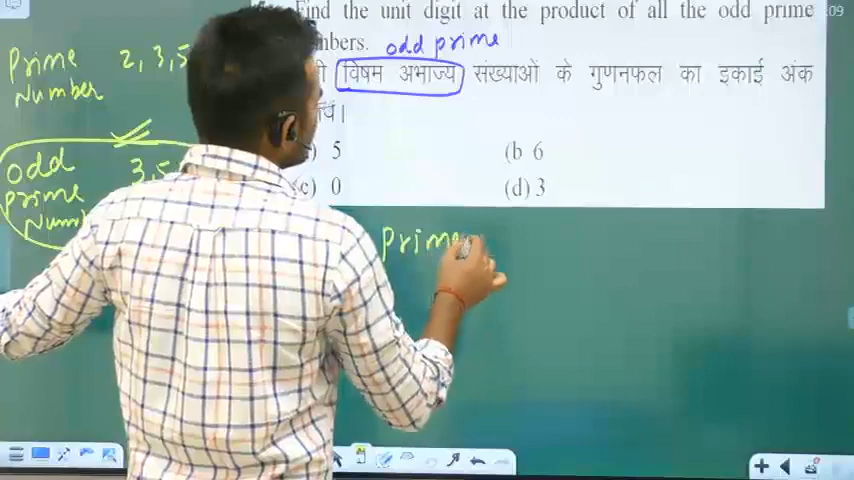 Find the unit digit at the product of all the odd prime
odd prime
विषम अभाज्य संख्याओं के गुणनफल का इकाई अंक
5
(b 6
(c) 0
(d) 3
Prime 2, 3, 5
Number
odd 3, 5
prime
Prime
:09